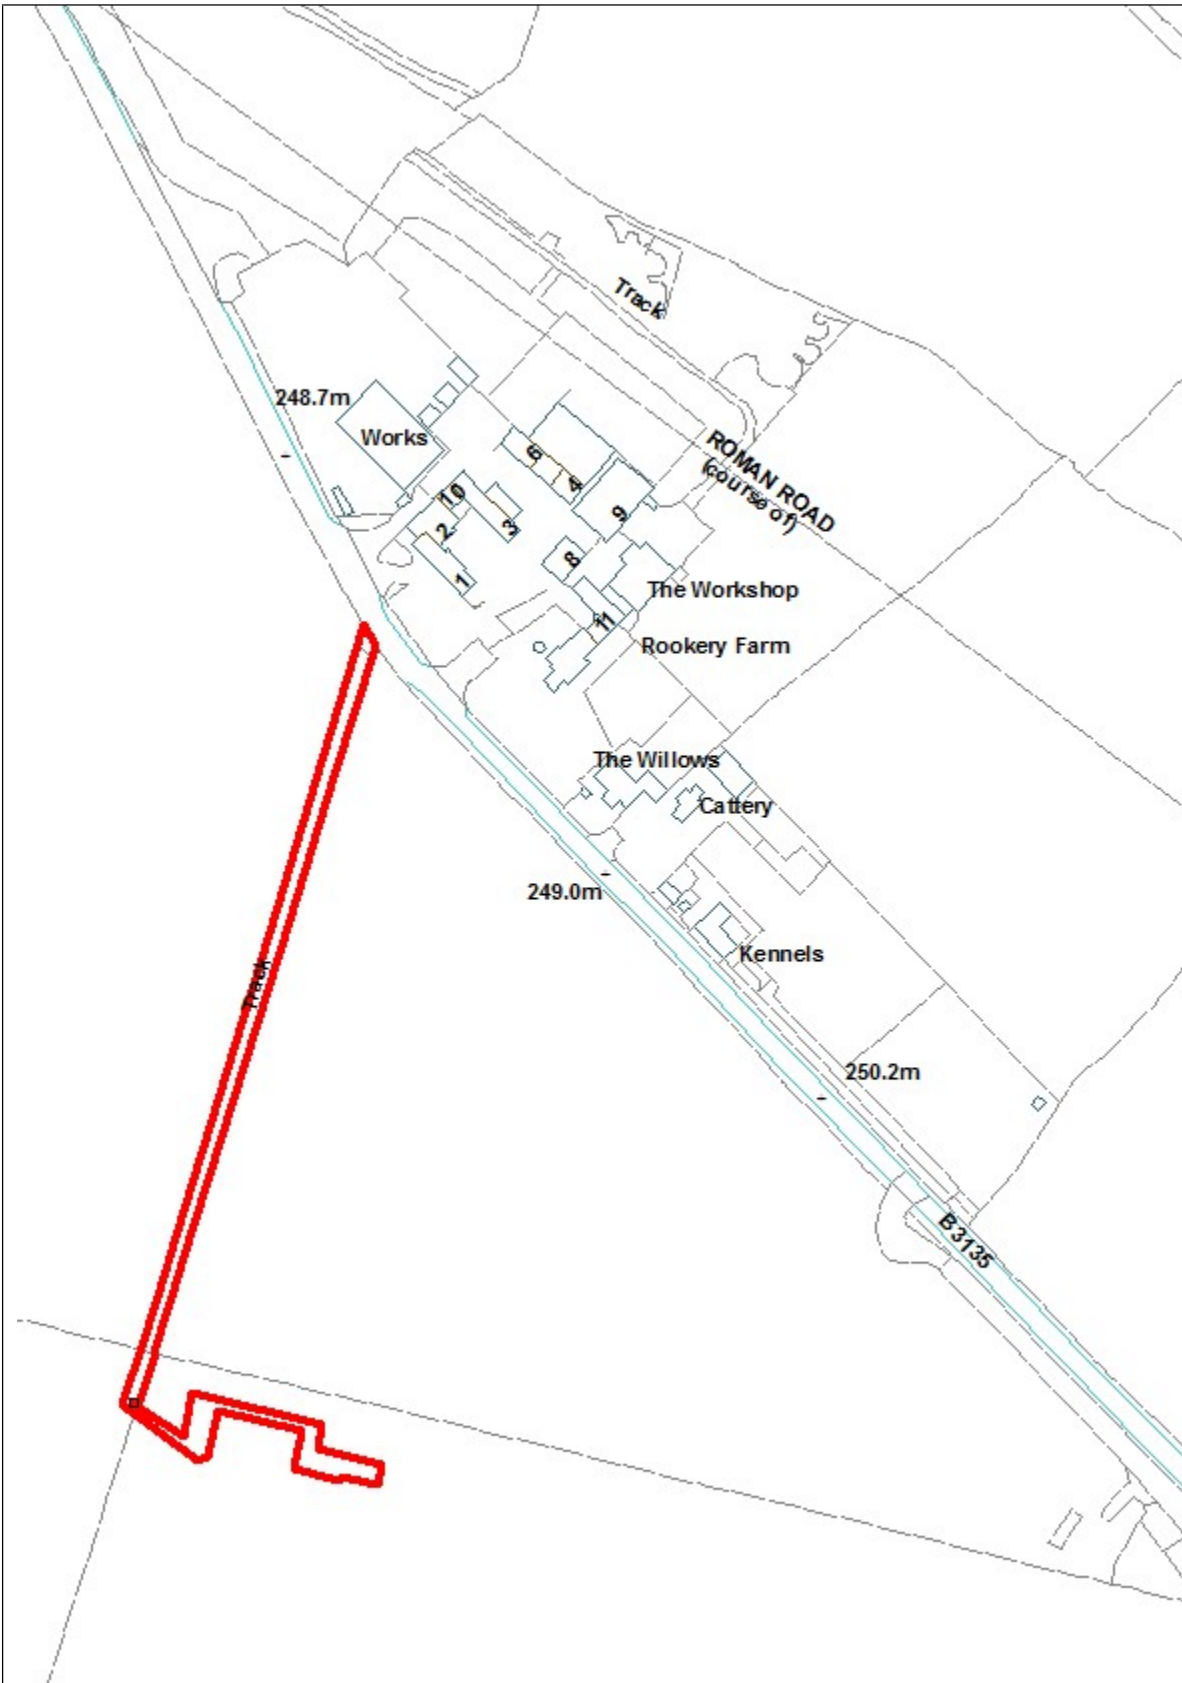 Track
248.7m
Works
ROMAN ROAD
(course of)
6
4
10
9
3
2
8
1
The Workshop
11
Rookery Farm
The Willows
Cattery
249.0m
Kennels
Track
250.2m
B3135